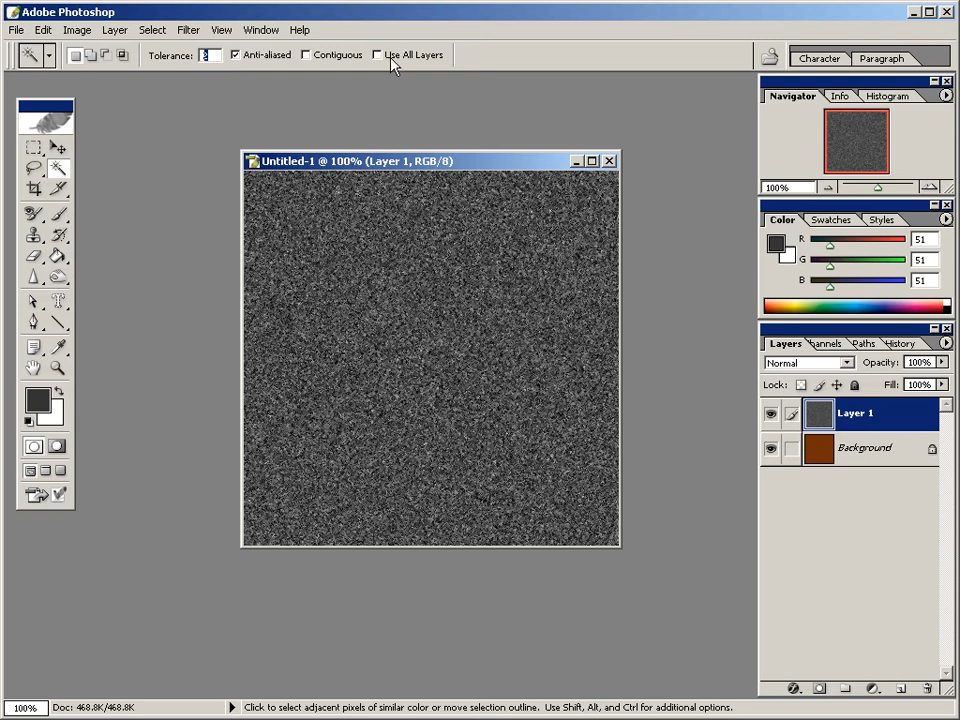 Adobe Photoshop
File Edit Image Layer Select Filter View Window Help
Tolerance: Anti-aliased Contiguous Use All Layers
Character Paragraph
Navigator Info Histogram
Untitled-1 @ 100% (Layer 1, RGB/8)
100%
Color Swatches Styles
R 51
G 51
B 51
Layers hannels Paths History
Normal Opacity: 100%
Lock: Fill: 100%
Layer 1
Background
100% Doc: 468.8K/468.8K Click to select adjacent pixels of similar color or move selection outline. Use Shift, Alt, and Ctrl for additional options.